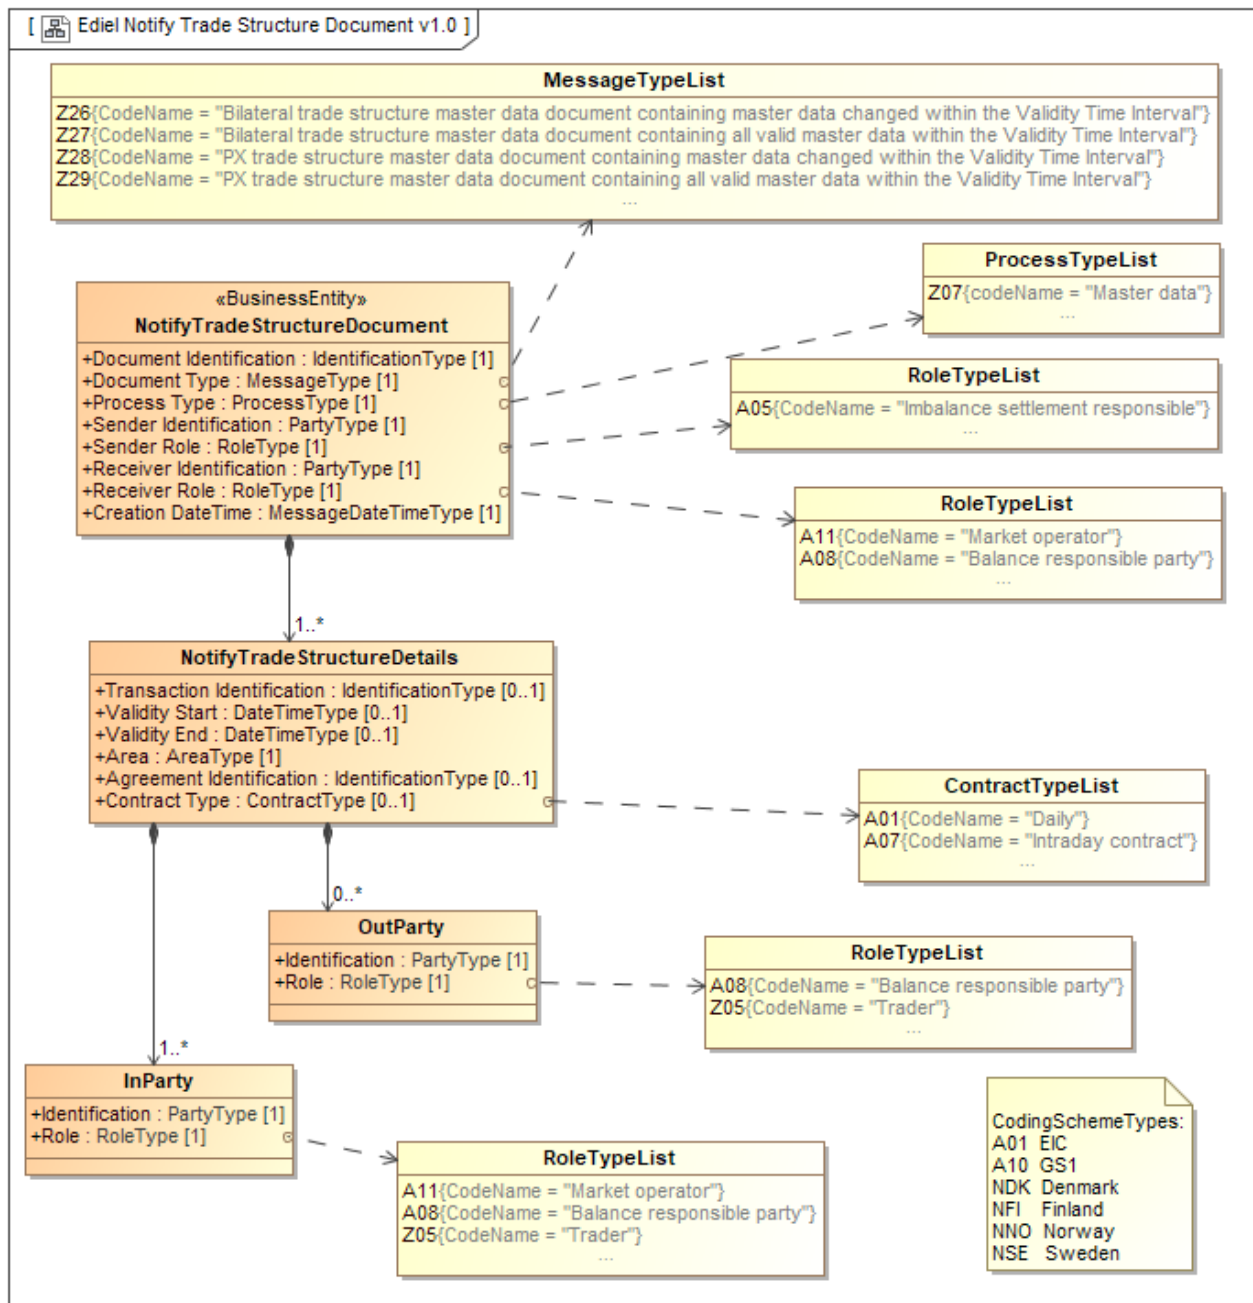 [ Ediel Notify Trade Structure Document v1.0 ]
MessageTypeList
Z26{CodeName = "Bilateral trade structure master data document containing master data changed within the Validity Time Interval"}
Z27{CodeName = "Bilateral trade structure master data document containing all valid master data within the Validity Time Interval"}
Z28{CodeName = "PX trade structure master data document containing master data changed within the Validity Time Interval"}
Z29{CodeName = "PX trade structure master data document containing all valid master data within the Validity Time Interval"}
...
ProcessTypeList
Z07{codeName = "Master data"}
...
«BusinessEntity»
NotifyTradeStructureDocument
+Document Identification : IdentificationType [1]
+Document Type : MessageType [1]
+Process Type : ProcessType [1]
+Sender Identification : PartyType [1]
+Sender Role : RoleType [1]
+Receiver Identification : PartyType [1]
+Receiver Role : RoleType [1]
+Creation DateTime : MessageDateTimeType [1]
RoleTypeList
A05{CodeName = "Imbalance settlement responsible"}
...
RoleTypeList
A11{CodeName = "Market operator"}
A08{CodeName = "Balance responsible party"}
...
1..*
NotifyTradeStructureDetails
+Transaction Identification : IdentificationType [0..1]
+Validity Start : DateTimeType [0..1]
+Validity End : DateTimeType [0..1]
+Area : AreaType [1]
+Agreement Identification : IdentificationType [0..1]
+Contract Type : ContractType [0..1]
ContractTypeList
A01{CodeName = "Daily"}
A07{CodeName = "Intraday contract"}
...
0..*
OutParty
+Identification : PartyType [1]
+Role : RoleType [1]
RoleTypeList
A08{CodeName = "Balance responsible party"}
Z05{CodeName = "Trader"}
...
1..*
InParty
+Identification : PartyType [1]
+Role : RoleType [1]
RoleTypeList
A11{CodeName = "Market operator"}
A08{CodeName = "Balance responsible party"}
Z05{CodeName = "Trader"}
...
CodingSchemeTypes:
A01 EIC
A10 GS1
NDK Denmark
NFI Finland
NNO Norway
NSE Sweden